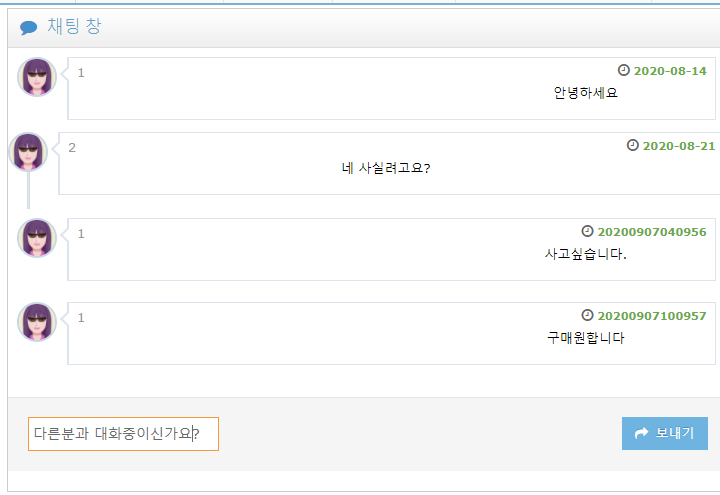 채팅 창
1
2020-08-14
안녕하세요
2
2020-08-21
네 사실려고요?
1
20200907040956
사고싶습니다.
1
20200907100957
구매원합니다
다른분과 대화중이신가요?
보내기